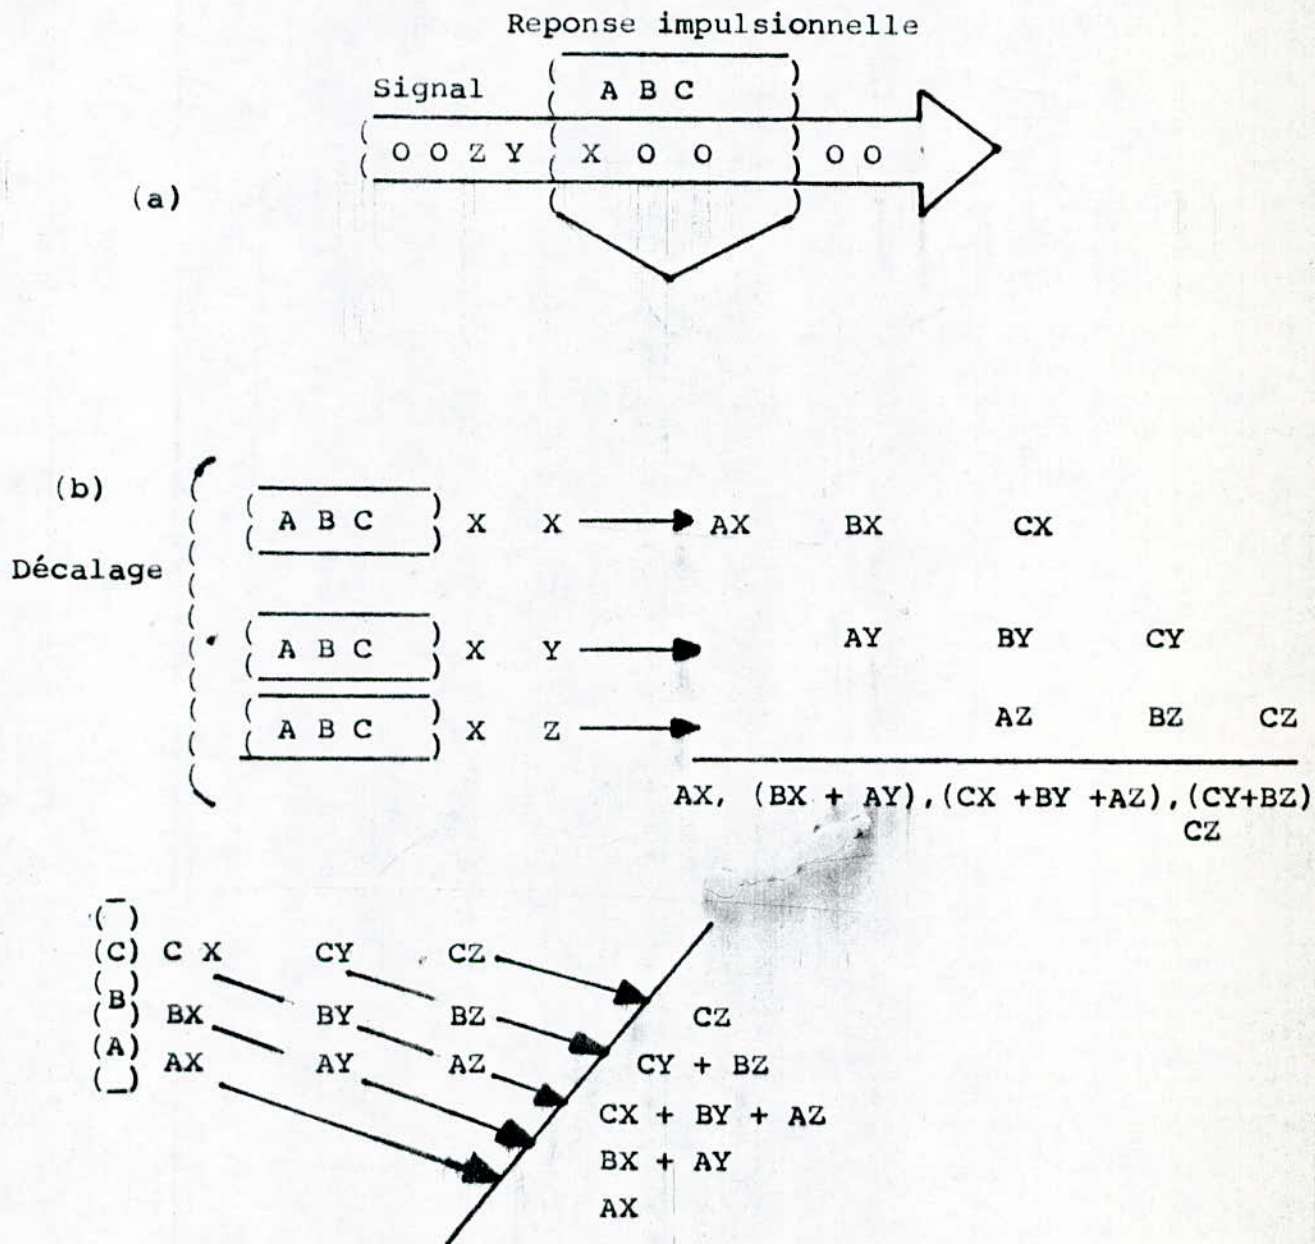 Reponse impulsionnelle
Signal A B C
O O Z Y X O O O O
(a)
(b)
A B C X X AX BX CX
Décalage
A B C X Y AY BY CY
A B C X Z AZ BZ CZ
AX, (BX + AY),(CX +BY +AZ),(CY+BZ)
CZ
(C) C X CY CZ
B BX BY BZ CZ
(A) AX AY AZ CY + BZ
CX + BY + AZ
BX + AY
AX